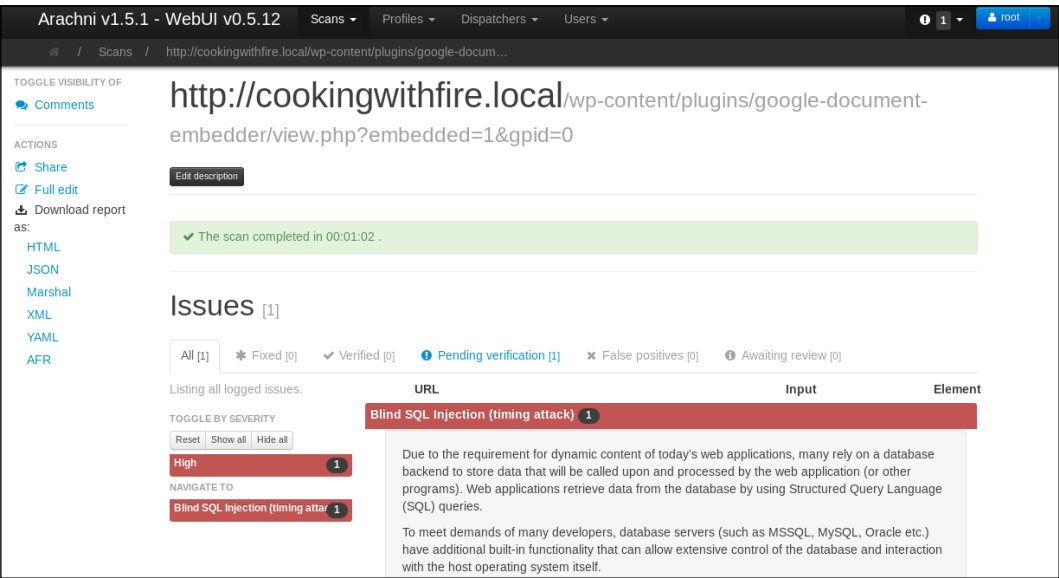 Arachni v1.5.1 - WebUI v0.5.12 Scans Profiles Dispatchers Users 1 root
/ Scans / http://cookingwithfire.local/wp-content/plugins/google-docum…
TOGGLE VISIBILITY OF
Comments
ACTIONS
Share
Full edit
Download report
as:
HTML
JSON
Marshal
XML
YAML
AFR
http://cookingwithfire.local/wp-content/plugins/google-document-
embedder/view.php?embedded=1&gpid=0
Edit description
The scan completed in 00:01:02 .
Issues [1]
All [1] Fixed [0] Verified [0] Pending verification [1] False positives [0] Awaiting review [0]
Listing all logged issues.
TOGGLE BY SEVERITY
Reset Show all Hide all
High 1
NAVIGATE TO
Blind SQL Injection (timing attac 1
URL Input Element
Blind SQL Injection (timing attack) 1
Due to the requirement for dynamic content of today's web applications, many rely on a database
backend to store data that will be called upon and processed by the web application (or other
programs). Web applications retrieve data from the database by using Structured Query Language
(SQL) queries.
To meet demands of many developers, database servers (such as MSSQL, MySQL, Oracle etc.)
have additional built-in functionality that can allow extensive control of the database and interaction
with the host operating system itself.